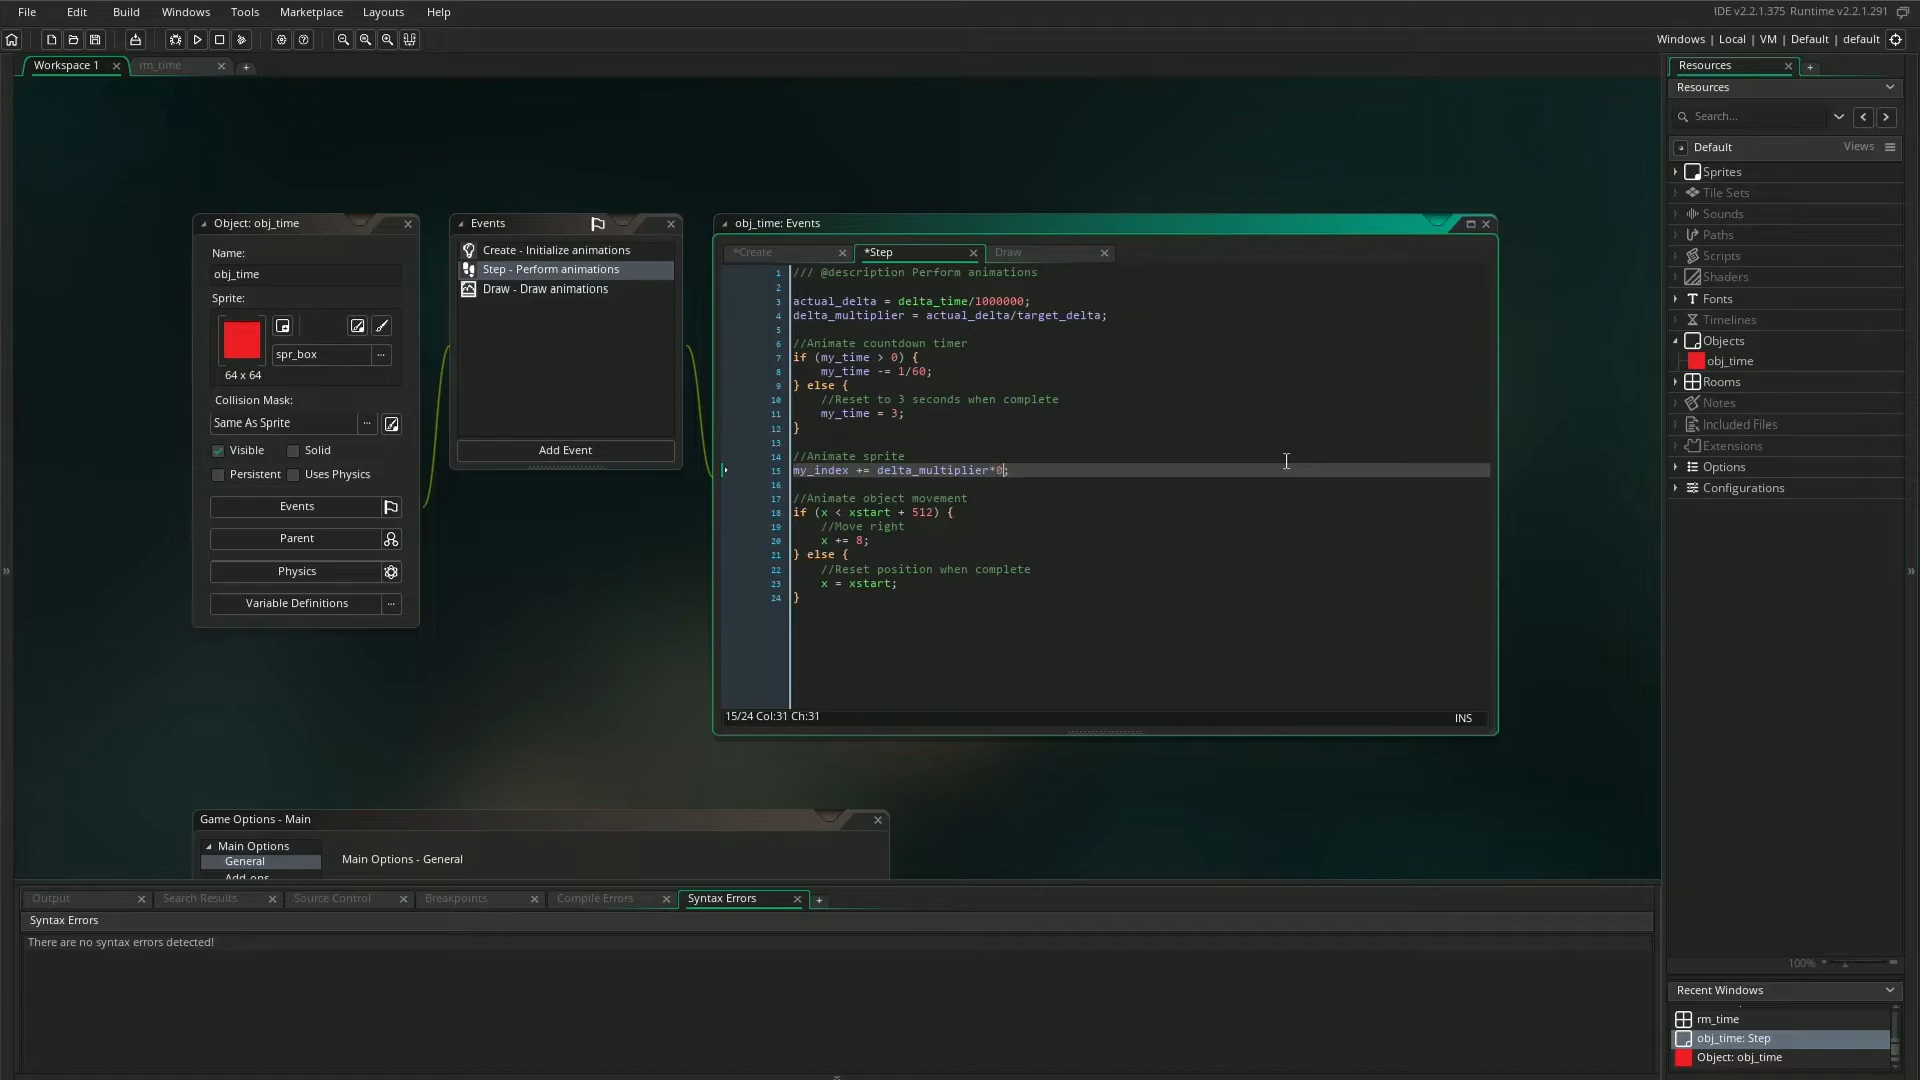 File Edit Build Windows Tools Marketplace Layouts Help
IDE v2.2.1.375 Runtime v2.2.1.291
Windows | Local | VM | Default | default
Workspace 1
rm_time
Resources
Resources
Search...
Default
Views
Sprites
Tile Sets
Sounds
Paths
Scripts
Shaders
Fonts
Timelines
Objects
obj_time
Rooms
Notes
Included Files
Extensions
Options
Configurations
100%
Recent Windows
rm_time
obj_time: Step
Object: obj_time
Object: obj_time
Name:
obj_time
Sprite:
spr_box
64 x 64
Collision Mask:
Same As Sprite
Visible Solid
Persistent Uses Physics
Events
Parent
Physics
Variable Definitions
Events
Create - Initialize animations
Step - Perform animations
Draw - Draw animations
Add Event
obj_time: Events
*Create *Step Draw
1 /// @description Perform animations
2
3 actual_delta = delta_time/1000000;
4 delta_multiplier = actual_delta/target_delta;
5
6 //Animate countdown timer
7 if (my_time > 0) {
8 my_time -= 1/60;
9 } else {
10 //Reset to 3 seconds when complete
11 my_time = 3;
12 }
13
14 //Animate sprite
15 my_index += delta_multiplier*0;
16
17 //Animate object movement
18 if (x < xstart + 512) {
19 //Move right
20 x += 8;
21 } else {
22 //Reset position when complete
23 x = xstart;
24 }
15/24 Col:31 Ch:31
INS
Game Options - Main
Main Options
General
Add-ons
Main Options - General
Output Search Results Source Control Breakpoints Compile Errors Syntax Errors
Syntax Errors
There are no syntax errors detected!